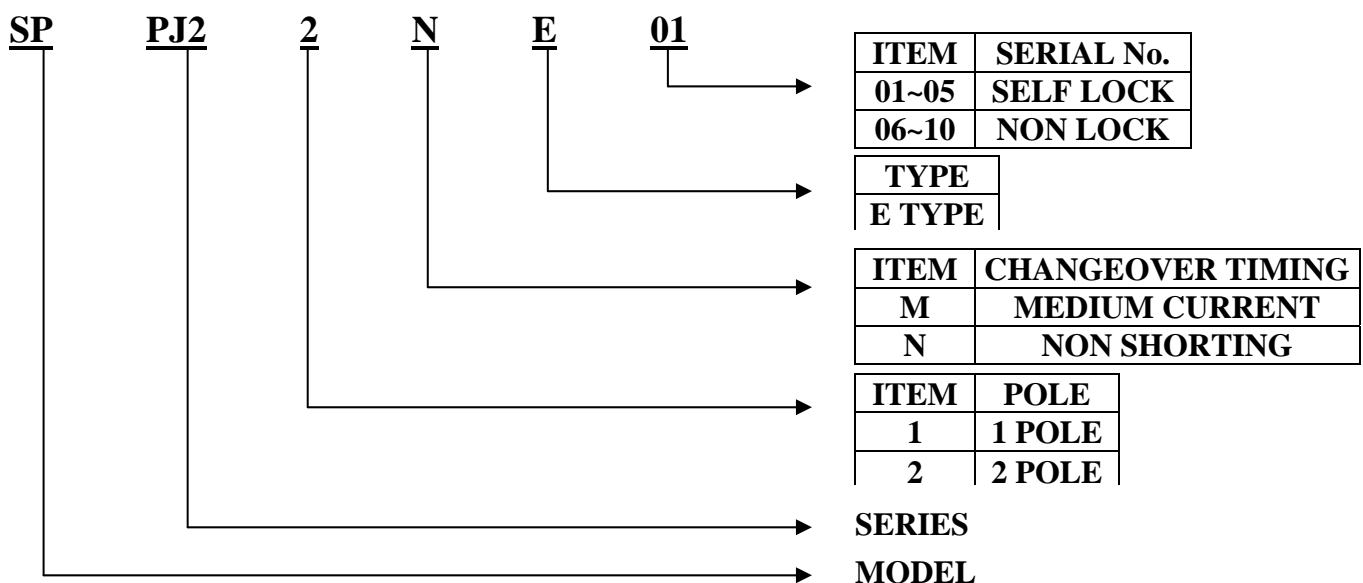 SP PJ2 2 N E 01
ITEM SERIAL No.
01~05 SELF LOCK
06~10 NON LOCK
TYPE
E TYPE
ITEM CHANGEOVER TIMING
M MEDIUM CURRENT
N NON SHORTING
ITEM POLE
1 1 POLE
2 2 POLE
SERIES
MODEL